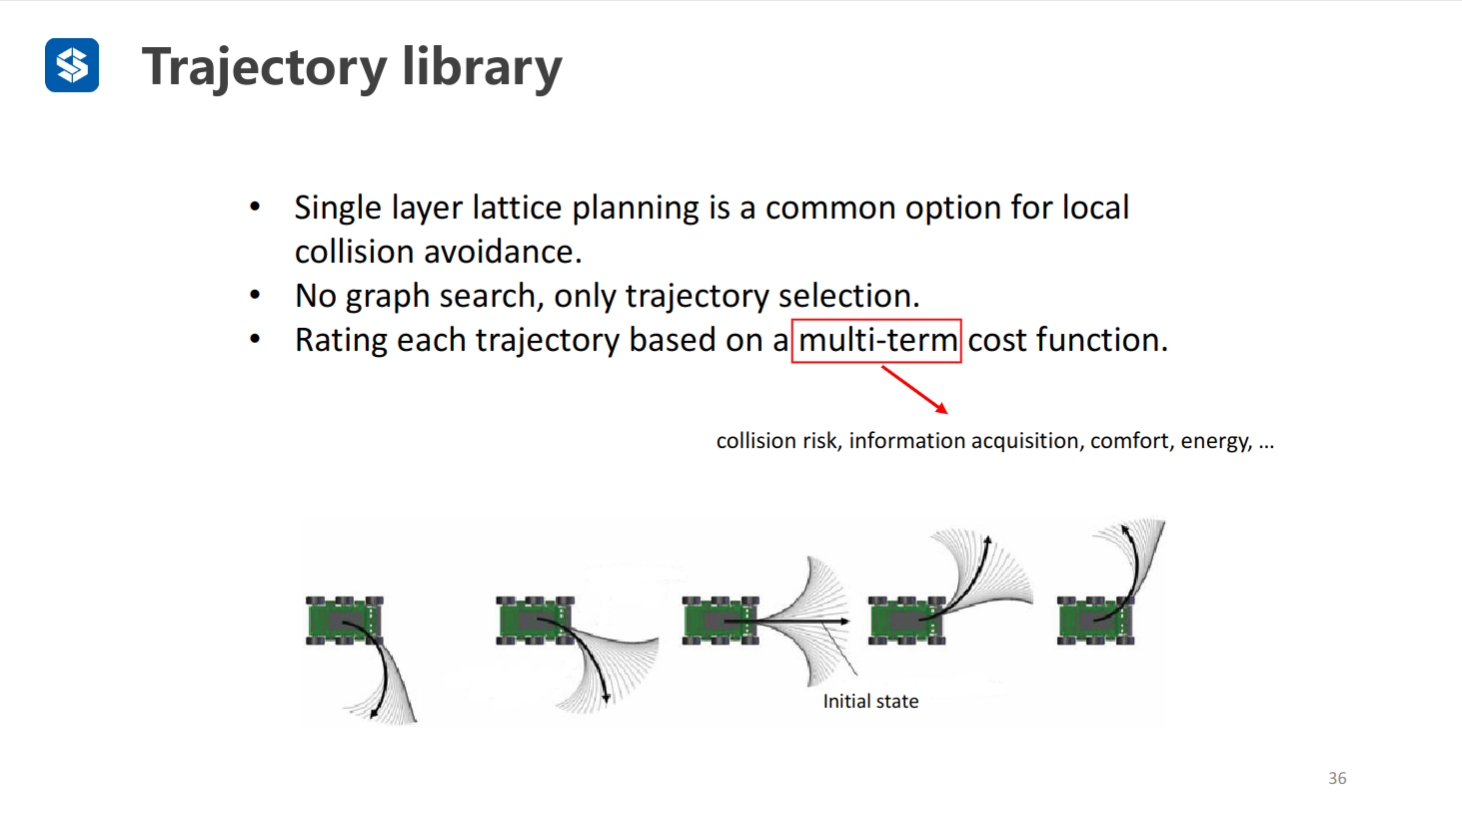 Trajectory library
• Single layer lattice planning is a common option for local
collision avoidance.
• No graph search, only trajectory selection.
• Rating each trajectory based on a multi-term cost function.
collision risk, information acquisition, comfort, energy, ...
Initial state
36